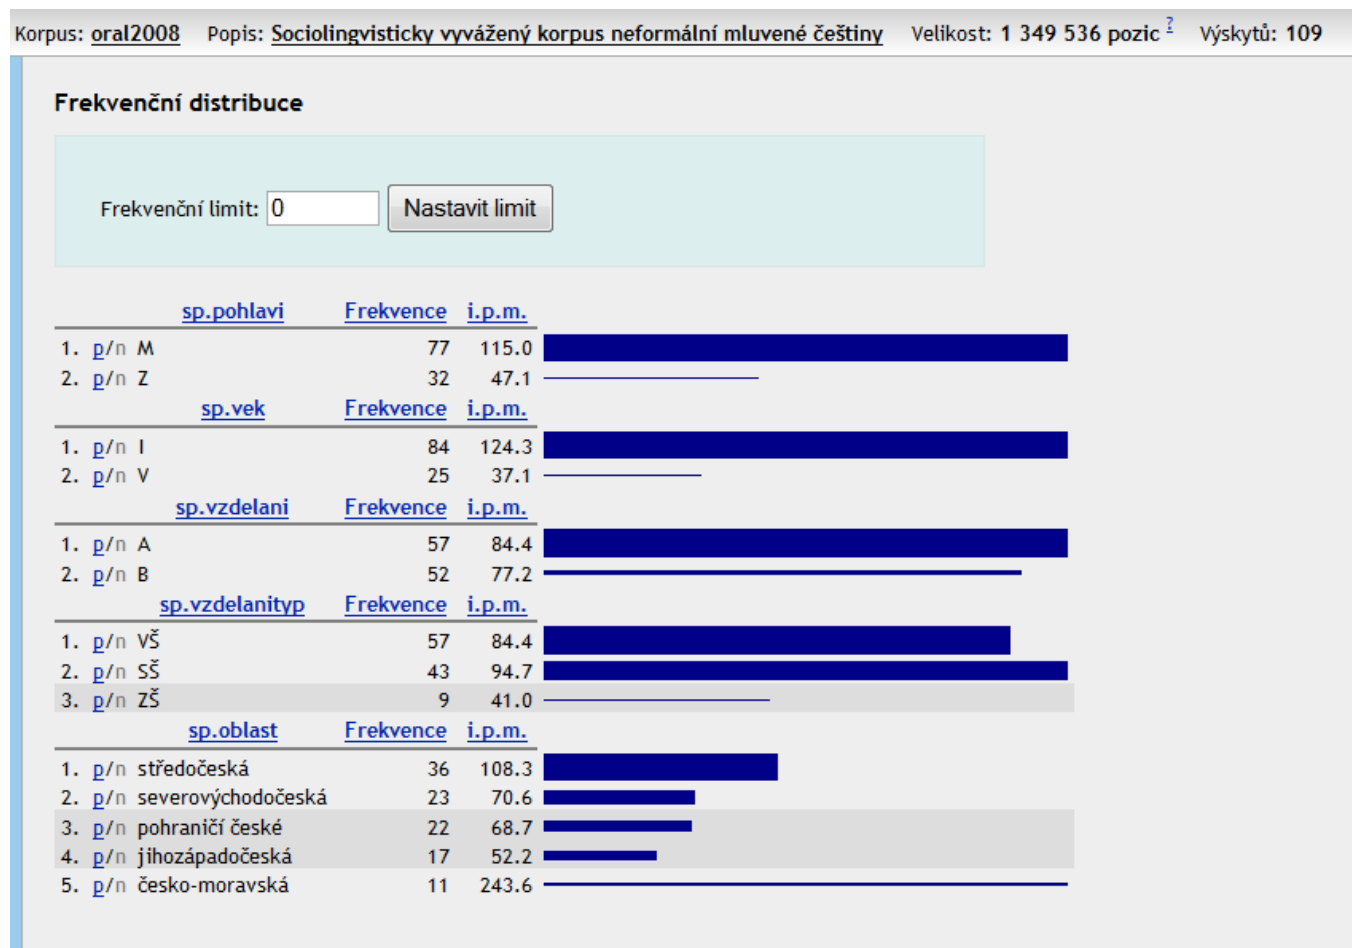 Korpus: oral2008 Popis: Sociolingvisticky vyvážený korpus neformální mluvené češtiny Velikost: 1 349 536 pozic ? Výskytů: 109
Frekvenční distribuce
Frekvenční limit: 0 Nastavit limit
sp.pohlavi Frekvence i.p.m.
1. p/n M 77 115.0
2. p/n Z 32 47.1
sp.vek Frekvence i.p.m.
1. p/n I 84 124.3
2. p/n V 25 37.1
sp.vzdelani Frekvence i.p.m.
1. p/n A 57 84.4
2. p/n B 52 77.2
sp.vzdelanityp Frekvence i.p.m.
1. p/n VŠ 57 84.4
2. p/n SŠ 43 94.7
3. p/n ZŠ 9 41.0
sp.oblast Frekvence i.p.m.
1. p/n středočeská 36 108.3
2. p/n severovýchodočeská 23 70.6
3. p/n pohraničí české 22 68.7
4. p/n jihozápadočeská 17 52.2
5. p/n česko-moravská 11 243.6